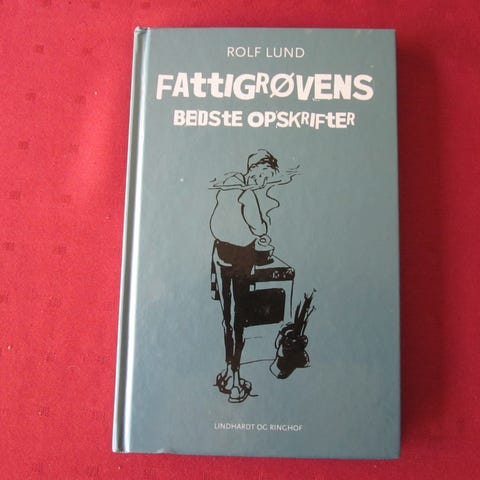 ROLF LUND
FATTIGRØVENS
BEDSTE OPSKRIFTER
LINDHARDT OG RINGHOF